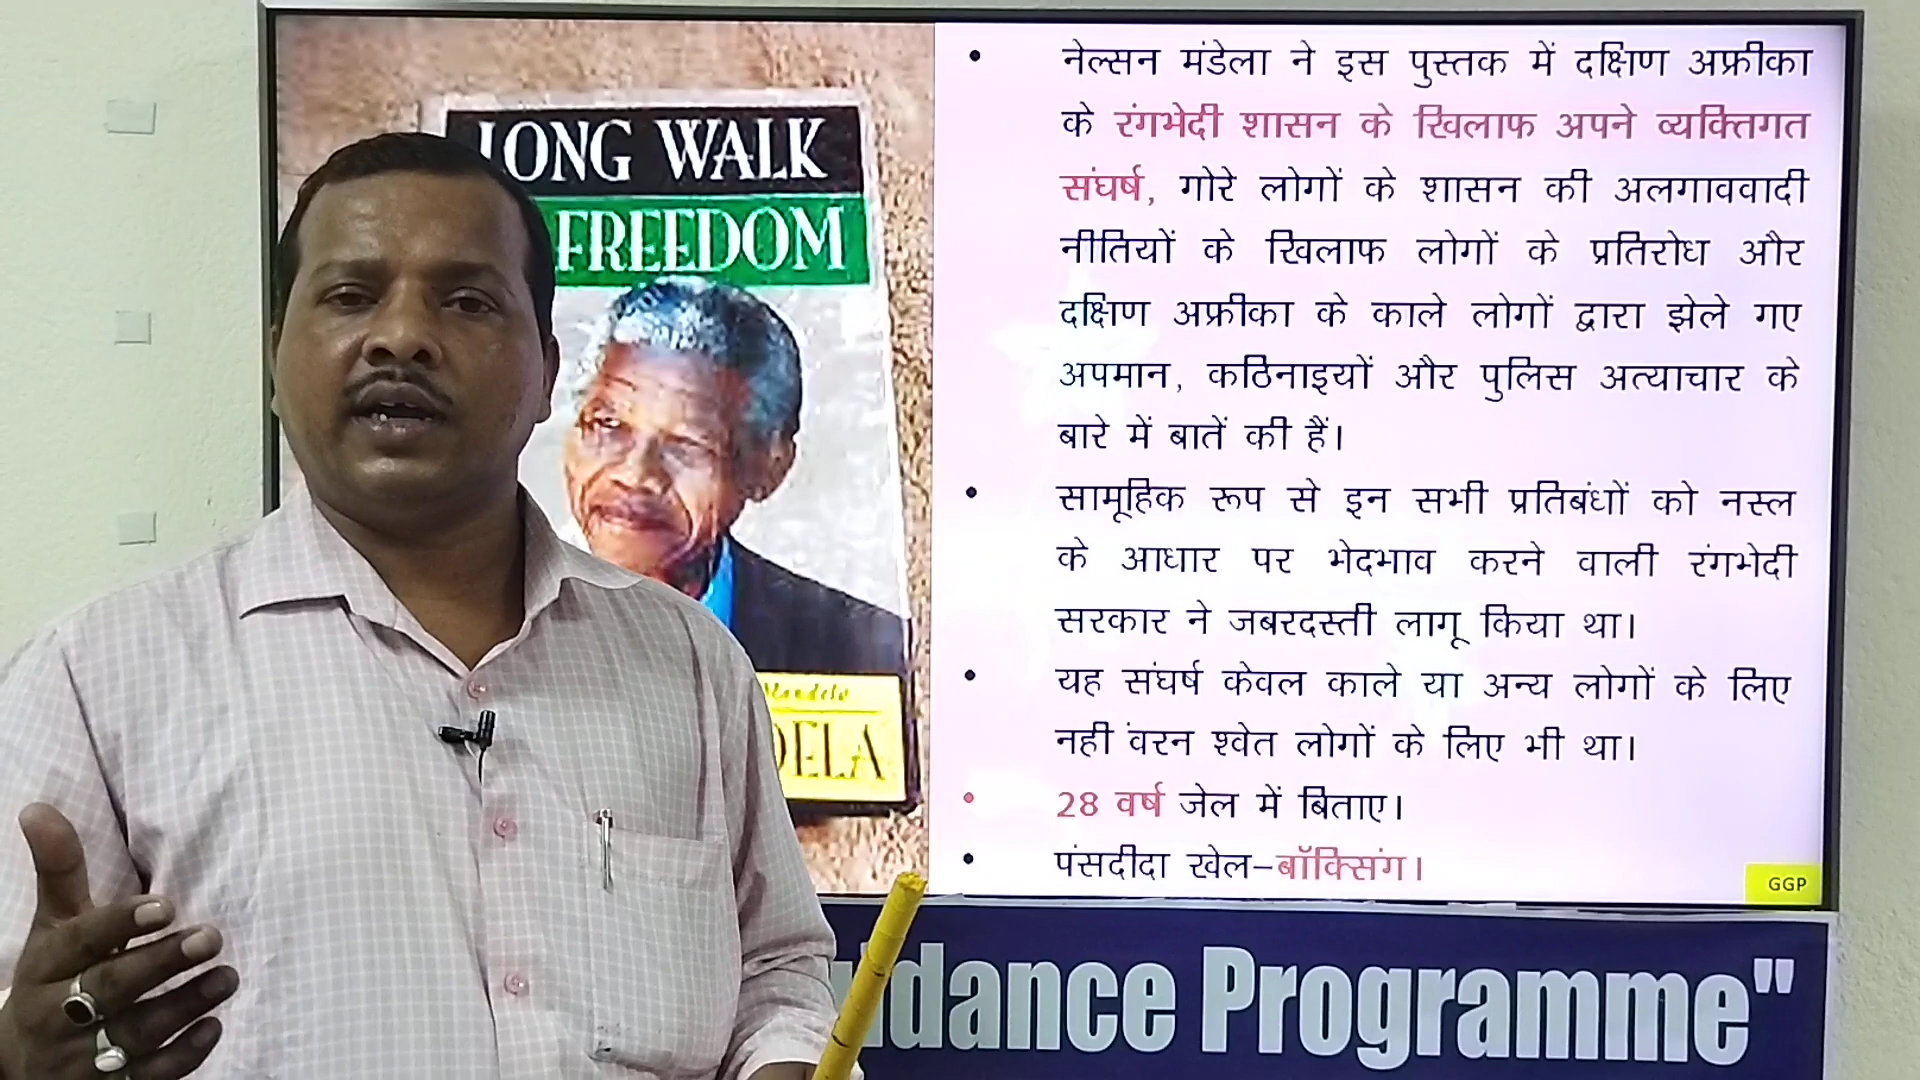 LONG WALK
FREEDOM
Mandela
DELA
• नेल्सन मंडेला ने इस पुस्तक में दक्षिण अफ्रीका
के रंगभेदी शासन के खिलाफ अपने व्यक्तिगत
संघर्ष, गोरे लोगों के शासन की अलगाववादी
नीतियों के खिलाफ लोगों के प्रतिरोध और
दक्षिण अफ्रीका के काले लोगों द्वारा झेले गए
अपमान, कठिनाइयों और पुलिस अत्याचार के
बारे में बातें की हैं।
• सामूहिक रूप से इन सभी प्रतिबंधों को नस्ल
के आधार पर भेदभाव करने वाली रंगभेदी
सरकार ने जबरदस्ती लागू किया था।
• यह संघर्ष केवल काले या अन्य लोगों के लिए
नही वंरन श्वेत लोगों के लिए भी था।
• 28 वर्ष जेल में बिताए।
• पंसदीदा खेल–बॉक्सिंग।
GGP
idance Programme"